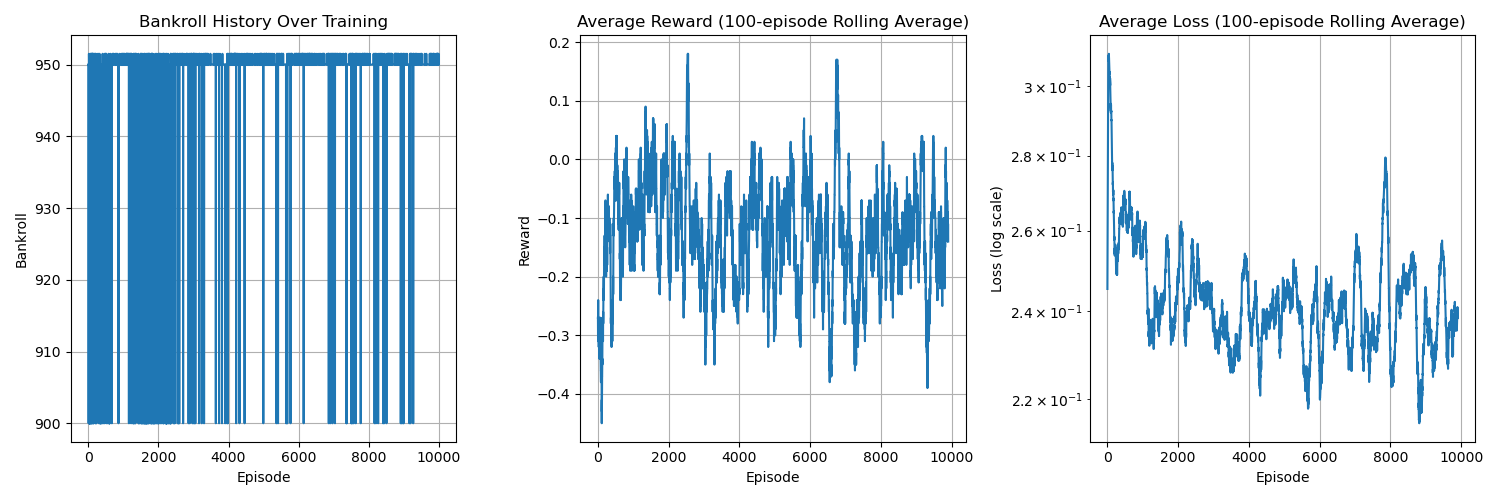 Bankroll History Over Training
Bankroll
950
940
930
920
910
900
0 2000 4000 6000 8000 10000
Episode
Average Reward (100-episode Rolling Average)
Reward
0.2
0.1
0.0
−0.1
−0.2
−0.3
−0.4
0 2000 4000 6000 8000 10000
Episode
Average Loss (100-episode Rolling Average)
Loss (log scale)
3 × 10⁻¹
2.8 × 10⁻¹
2.6 × 10⁻¹
2.4 × 10⁻¹
2.2 × 10⁻¹
0 2000 4000 6000 8000 10000
Episode